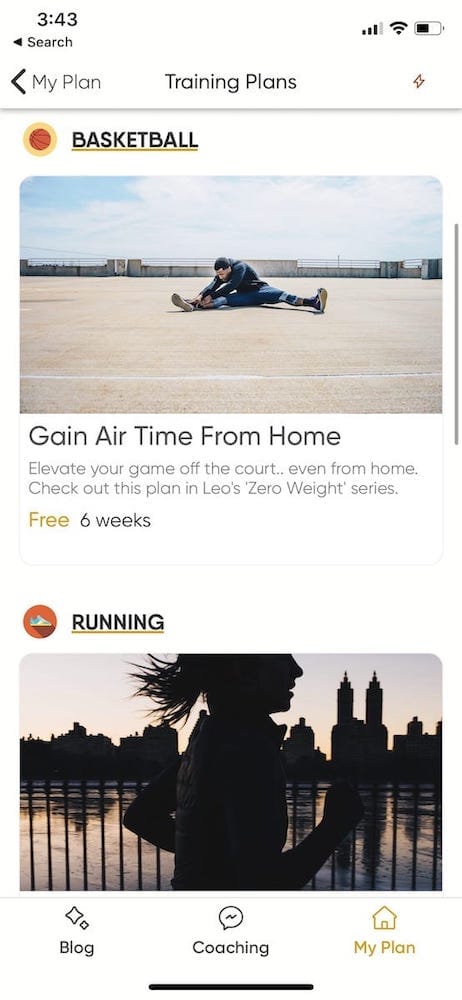 3:43
Search
My Plan
Training Plans
BASKETBALL
Gain Air Time From Home
Elevate your game off the court.. even from home.
Check out this plan in Leo's 'Zero Weight' series.
Free 6 weeks
RUNNING
Blog
Coaching
My Plan